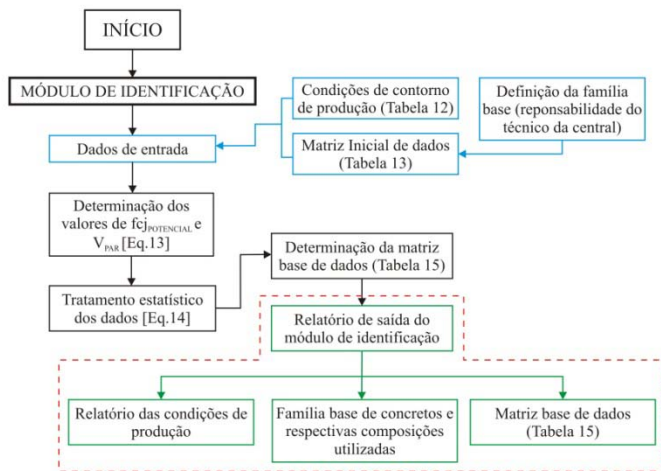 INÍCIO
MÓDULO DE IDENTIFICAÇÃO
Dados de entrada
Condições de contorno
de produção (Tabela 12)
Matriz Inicial de dados
(Tabela 13)
Definição da família
base (reponsabilidade do
técnico da central)
Determinação dos
valores de fcjPOTENCIAL e
VPAR [Eq.13]
Tratamento estatístico
dos dados [Eq.14]
Determinação da matriz
base de dados (Tabela 15)
Relatório de saída do
módulo de identificação
Relatório das condições de
produção
Família base de concretos e
respectivas composições
utilizadas
Matriz base de dados
(Tabela 15)